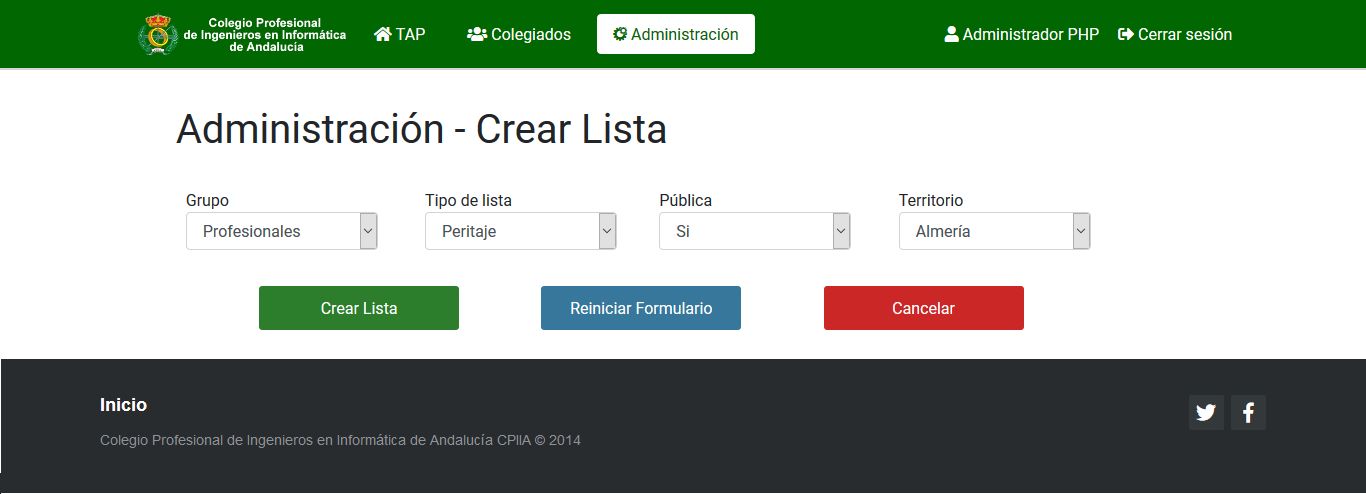 Colegio Profesional
de Ingenieros en Informática
de Andalucía
TAP
Colegiados
Administración
Administrador PHP
Cerrar sesión
Administración - Crear Lista
Grupo
Tipo de lista
Pública
Territorio
Profesionales
Peritaje
Si
Almería
Crear Lista
Reiniciar Formulario
Cancelar
Inicio
Colegio Profesional de Ingenieros en Informática de Andalucía CPIIA © 2014